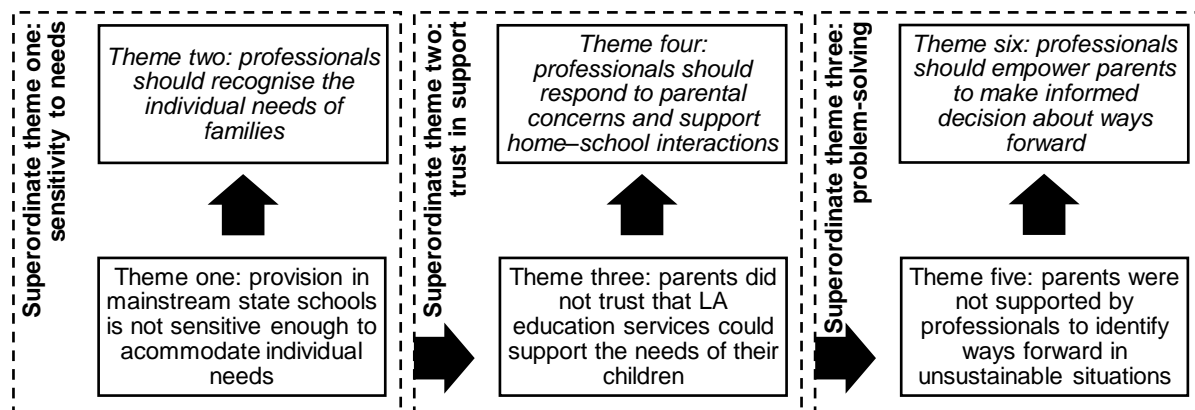 Superordinate theme one:
sensitivity to needs
Theme two: professionals
should recognise the
individual needs of
families
Theme one: provision in
mainstream state schools
is not sensitive enough to
acommodate individual
needs
Superordinate theme two:
trust in support
Theme four:
professionals should
respond to parental
concerns and support
home–school interactions
Theme three: parents did
not trust that LA
education services could
support the needs of their
children
Superordinate theme three:
problem-solving
Theme six: professionals
should empower parents
to make informed
decision about ways
forward
Theme five: parents were
not supported by
professionals to identify
ways forward in
unsustainable situations